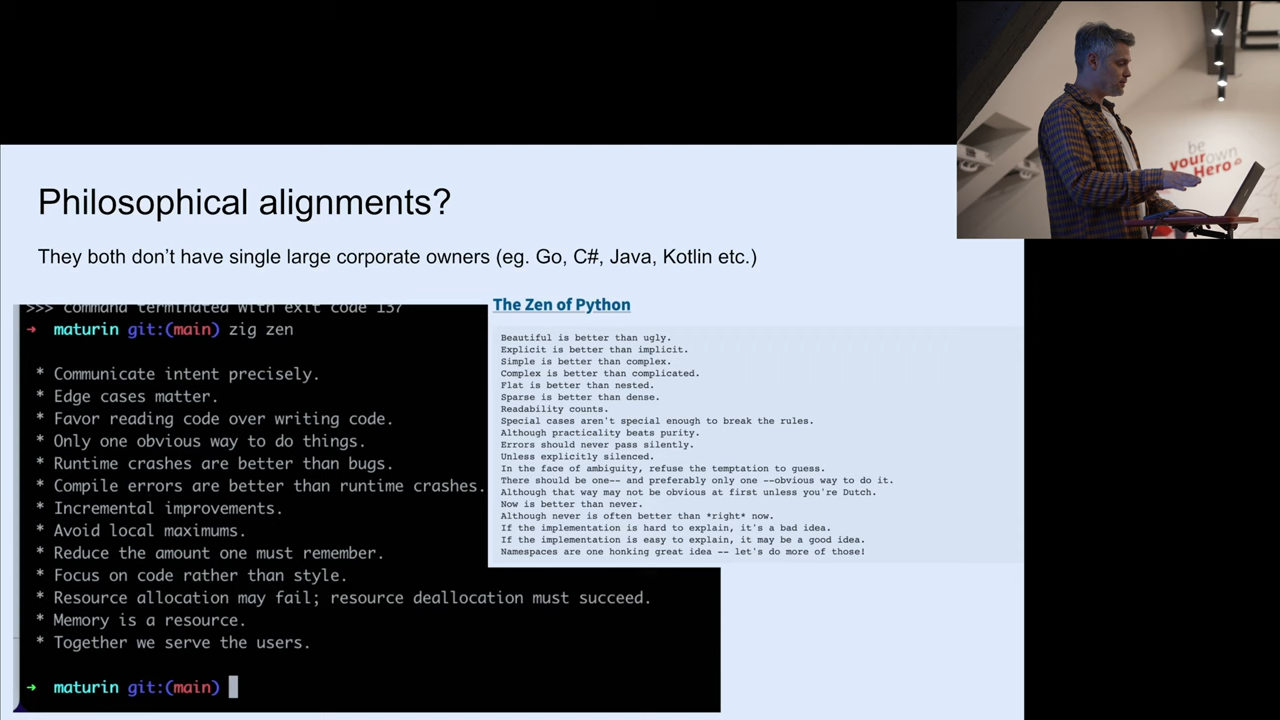 be
your own
Hero
Philosophical alignments?
They both don't have single large corporate owners (eg. Go, C#, Java, Kotlin etc.)
>>> command terminated with exit code 137
→ maturin git:(main) zig zen
* Communicate intent precisely.
* Edge cases matter.
* Favor reading code over writing code.
* Only one obvious way to do things.
* Runtime crashes are better than bugs.
* Compile errors are better than runtime crashes.
* Incremental improvements.
* Avoid local maximums.
* Reduce the amount one must remember.
* Focus on code rather than style.
* Resource allocation may fail; resource deallocation must succeed.
* Memory is a resource.
* Together we serve the users.
→ maturin git:(main)
The Zen of Python
Beautiful is better than ugly.
Explicit is better than implicit.
Simple is better than complex.
Complex is better than complicated.
Flat is better than nested.
Sparse is better than dense.
Readability counts.
Special cases aren't special enough to break the rules.
Although practicality beats purity.
Errors should never pass silently.
Unless explicitly silenced.
In the face of ambiguity, refuse the temptation to guess.
There should be one-- and preferably only one --obvious way to do it.
Although that way may not be obvious at first unless you're Dutch.
Now is better than never.
Although never is often better than *right* now.
If the implementation is hard to explain, it's a bad idea.
If the implementation is easy to explain, it may be a good idea.
Namespaces are one honking great idea -- let's do more of those!